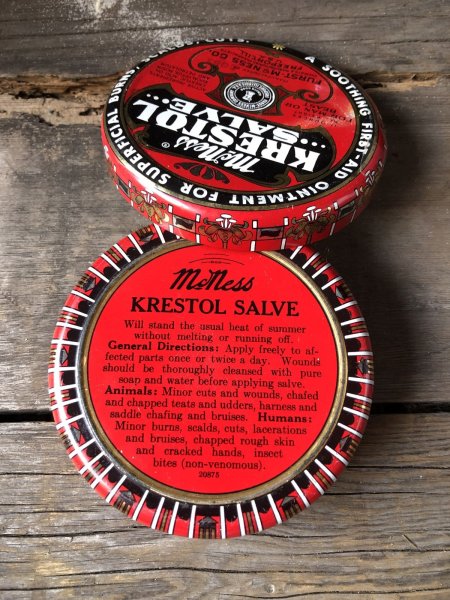 A SOOTHING FIRST-AID OINTMENT FOR SUPERFICIAL BURNS
McNess ®
KRESTOL
...SALVE...
FURST-McNESS CO.
McNess
KRESTOL SALVE
Will stand the usual heat of summer
without melting or running off.
General Directions: Apply freely to af-
fected parts once or twice a day. Wounds
should be thoroughly cleansed with pure
soap and water before applying salve.
Animals: Minor cuts and wounds, chafed
and chapped teats and udders, harness and
saddle chafing and bruises. Humans:
Minor burns, scalds, cuts, lacerations
and bruises, chapped rough skin
and cracked hands, insect
bites (non-venomous).
20875